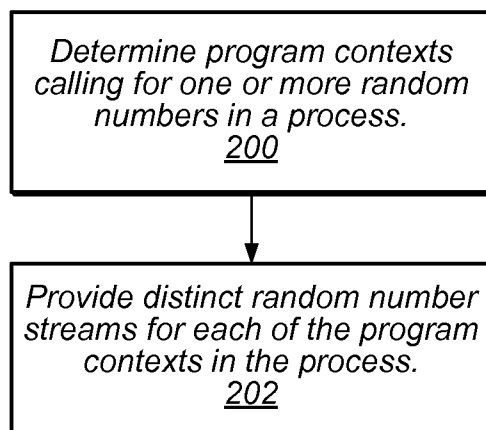 Determine program contexts
calling for one or more random
numbers in a process.
200
Provide distinct random number
streams for each of the program
contexts in the process.
202